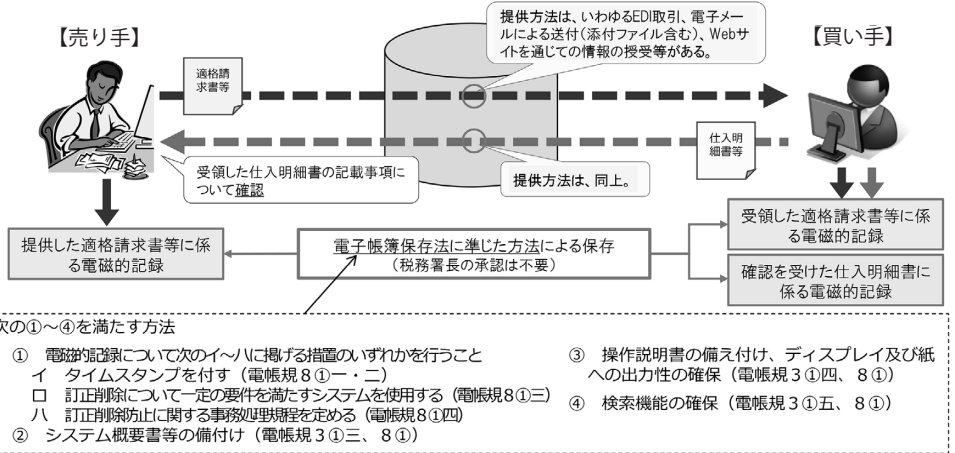 【売り手】
適格請
求書等
提供方法は、いわゆるEDI取引、電子メール
による送付（添付ファイル含む）、Webサ
イトを通じての情報の授受等がある。
【買い手】
仕入明
細書等
受領した仕入明細書の記載事項に
ついて確認
提供方法は、同上。
提供した適格請求書等に係
る電磁的記録
電子帳簿保存法に準じた方法による保存
（税務署長の承認は不要）
受領した適格請求書等に係
る電磁的記録
確認を受けた仕入明細書に
係る電磁的記録
次の①～④を満たす方法
① 電磁的記録について次のイ～ハに掲げる措置のいずれかを行うこと
イ タイムスタンプを付す（電帳規８①一・二）
ロ 訂正削除について一定の要件を満たすシステムを使用する（電帳規８①三）
ハ 訂正削除防止に関する事務処理規程を定める（電帳規８①四）
② システム概要書等の備付け（電帳規３①三、８①）
③ 操作説明書の備え付け、ディスプレイ及び紙
への出力性の確保（電帳規３①四、８①）
④ 検索機能の確保（電帳規３①五、８①）